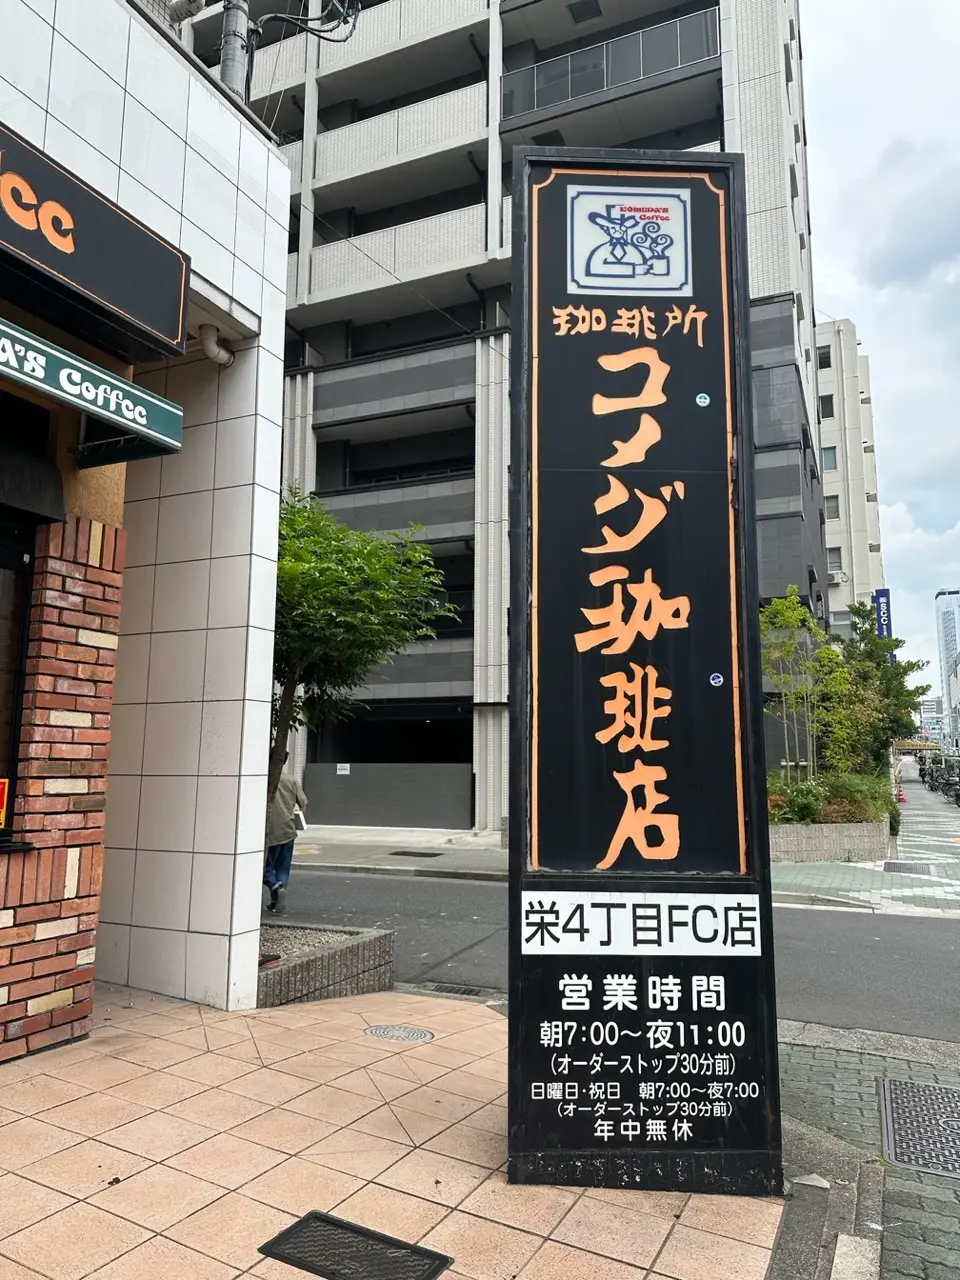 cc
A'S Coffee
KOMEDA'S
Coffee
珈琲所
コメダ珈琲店
栄4丁目FC店
営業時間
朝7:00～夜11:00
(オーダーストップ30分前)
日曜日・祝日 朝7:00～夜7:00
(オーダーストップ30分前)
年中無休
SCC